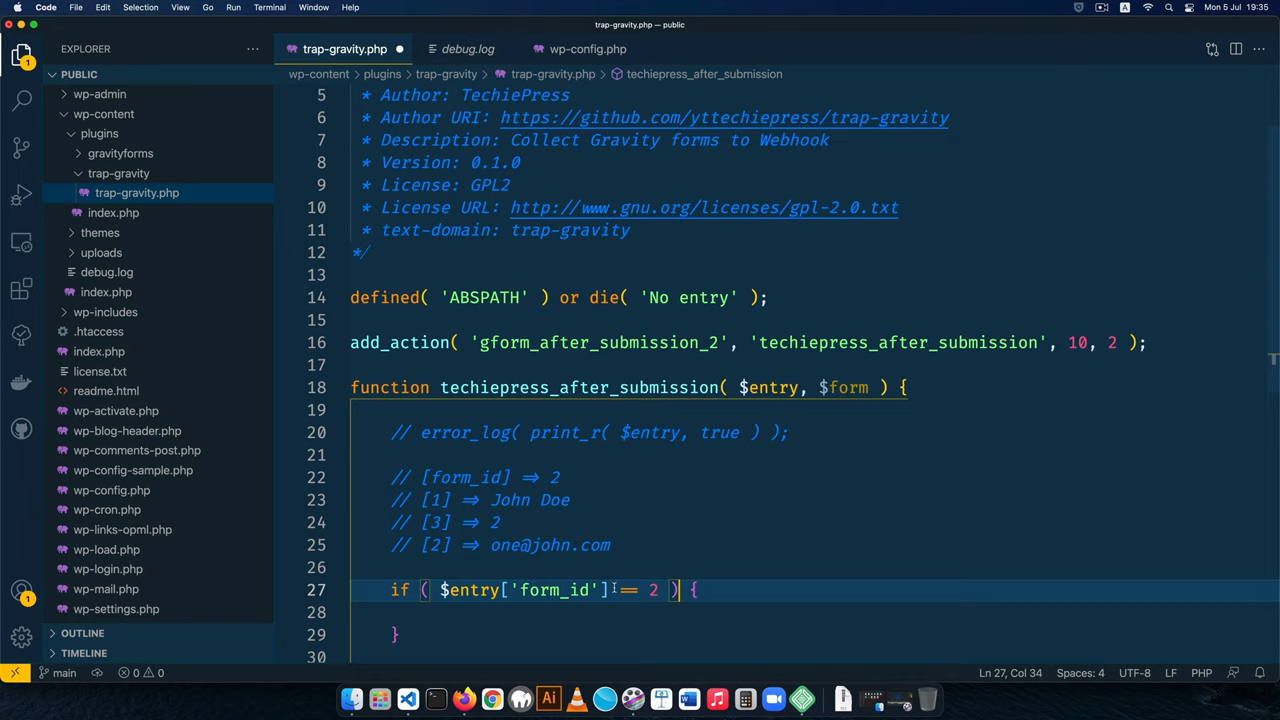 Code File Edit Selection View Go Run Terminal Window Help A Mon 5 Jul 19:35
trap-gravity.php — public
EXPLORER
trap-gravity.php debug.log wp-config.php
PUBLIC
wp-content plugins trap-gravity trap-gravity.php techiepress_after_submission
wp-admin
wp-content
plugins
gravityforms
trap-gravity
trap-gravity.php
index.php
themes
uploads
debug.log
index.php
wp-includes
.htaccess
index.php
license.txt
readme.html
wp-activate.php
wp-blog-header.php
wp-comments-post.php
wp-config-sample.php
wp-config.php
wp-cron.php
wp-links-opml.php
wp-load.php
wp-login.php
wp-mail.php
wp-settings.php
OUTLINE
TIMELINE
1
1
5 * Author: TechiePress
6 * Author URI: https://github.com/yttechiepress/trap-gravity
7 * Description: Collect Gravity forms to Webhook
8 * Version: 0.1.0
9 * License: GPL2
10 * License URL: http://www.gnu.org/licenses/gpl-2.0.txt
11 * text-domain: trap-gravity
12 */
13
14 defined( 'ABSPATH' ) or die( 'No entry' );
15
16 add_action( 'gform_after_submission_2', 'techiepress_after_submission', 10, 2 );
17
18 function techiepress_after_submission( $entry, $form ) {
19
20 // error_log( print_r( $entry, true ) );
21
22 // [form_id] => 2
23 // [1] => John Doe
24 // [3] => 2
25 // [2] => one@john.com
26
27 if ( $entry['form_id'] == 2 ) {
28
29 }
30
main 0 0 Ln 27, Col 34 Spaces: 4 UTF-8 LF PHP
Ai